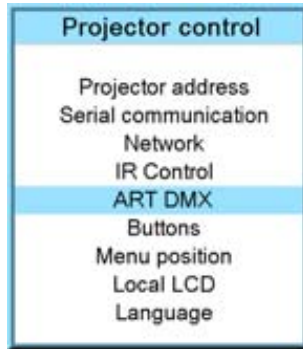 Projector control
Projector address
Serial communication
Network
IR Control
ART DMX
Buttons
Menu position
Local LCD
Language